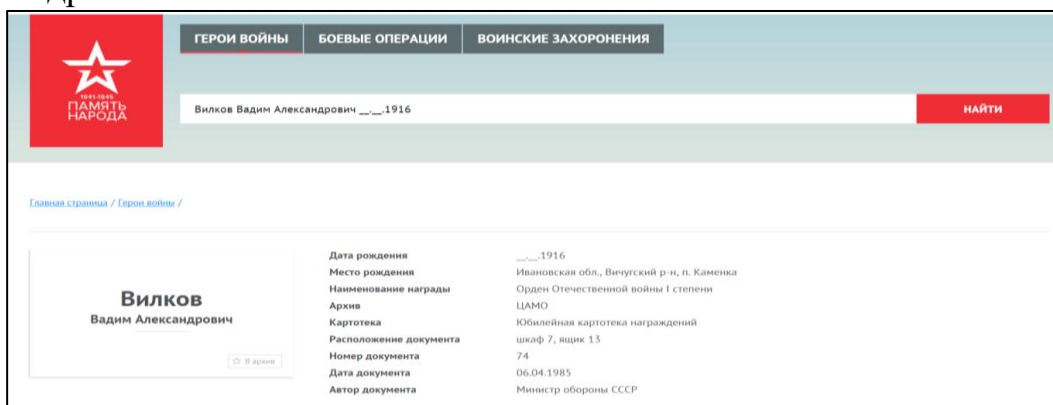 ГЕРОИ ВОЙНЫ БОЕВЫЕ ОПЕРАЦИИ ВОИНСКИЕ ЗАХОРОНЕНИЯ
1941-1945
ПАМЯТЬ
НАРОДА
Вилков Вадим Александрович __.__.1916 НАЙТИ
Главная страница / Герои войны /
Вилков
Вадим Александрович
В архив
Дата рождения __.__.1916
Место рождения Ивановская обл., Вичугский р-н, п. Каменка
Наименование награды Орден Отечественной войны I степени
Архив ЦАМО
Картотека Юбилейная картотека награждений
Расположение документа шкаф 7, ящик 13
Номер документа 74
Дата документа 06.04.1985
Автор документа Министр обороны СССР